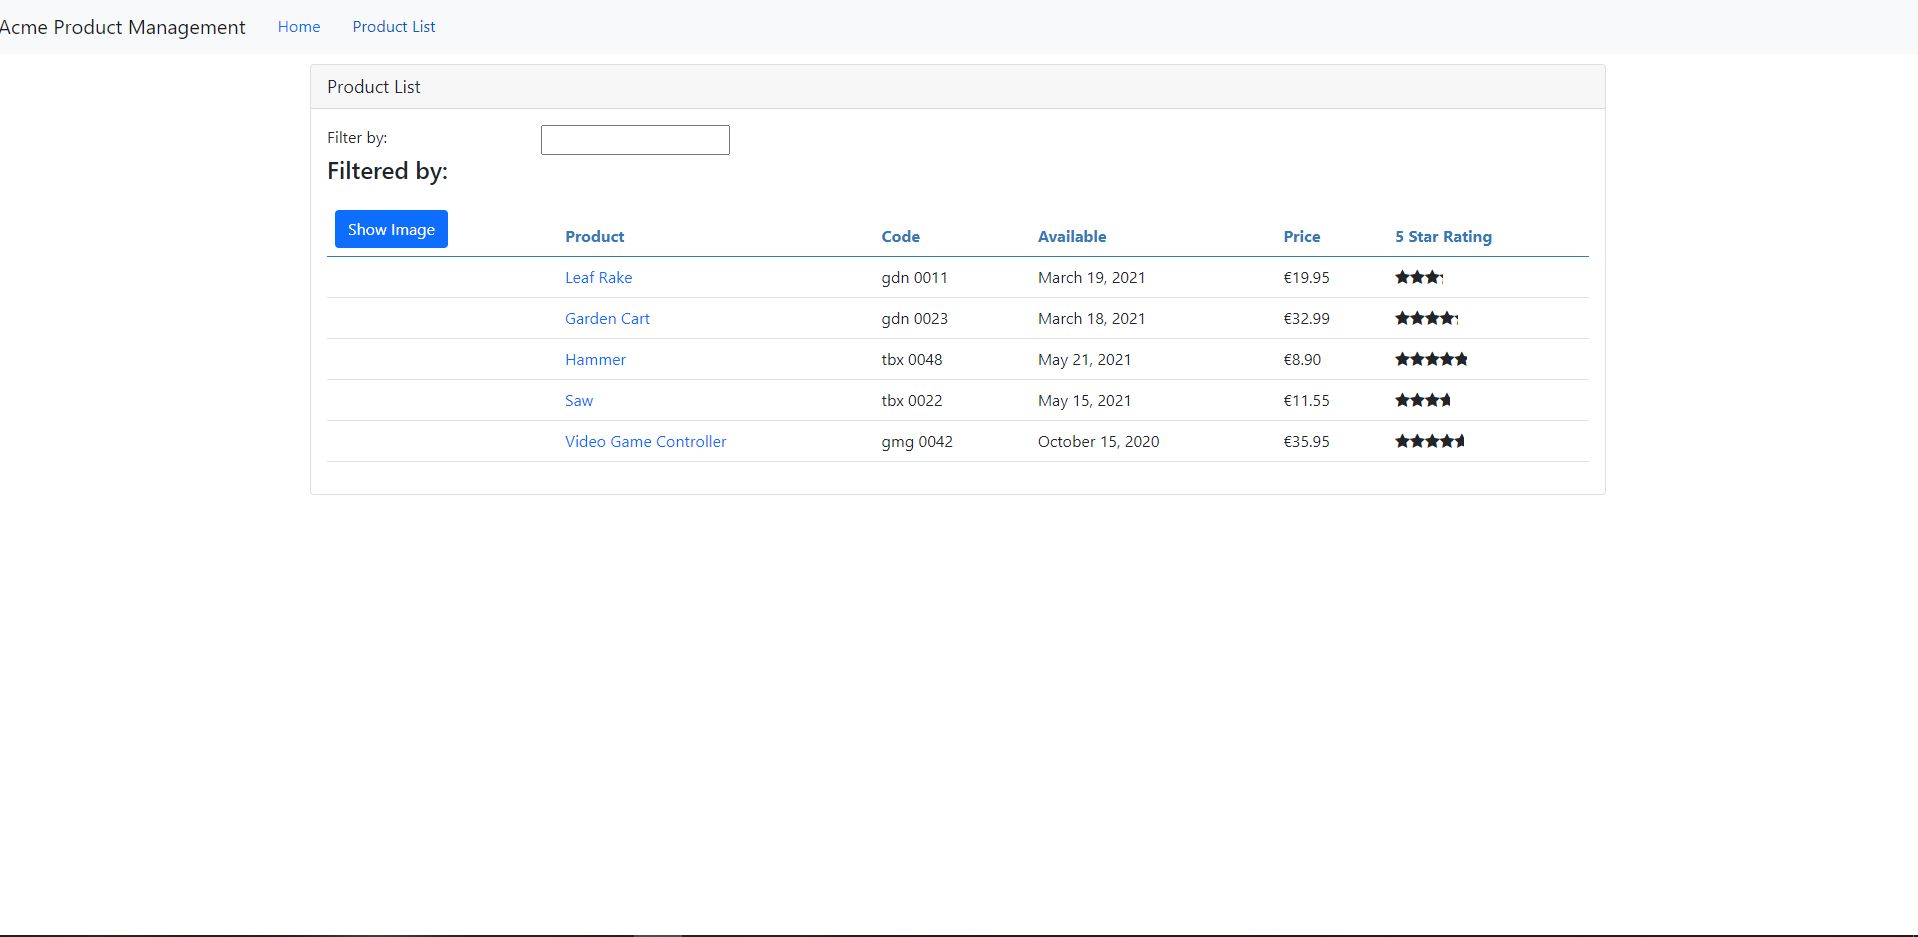 Acme Product Management Home Product List
Product List
Filter by:
Filtered by:
Show Image Product Code Available Price 5 Star Rating
Leaf Rake gdn 0011 March 19, 2021 €19.95
Garden Cart gdn 0023 March 18, 2021 €32.99
Hammer tbx 0048 May 21, 2021 €8.90
Saw tbx 0022 May 15, 2021 €11.55
Video Game Controller gmg 0042 October 15, 2020 €35.95